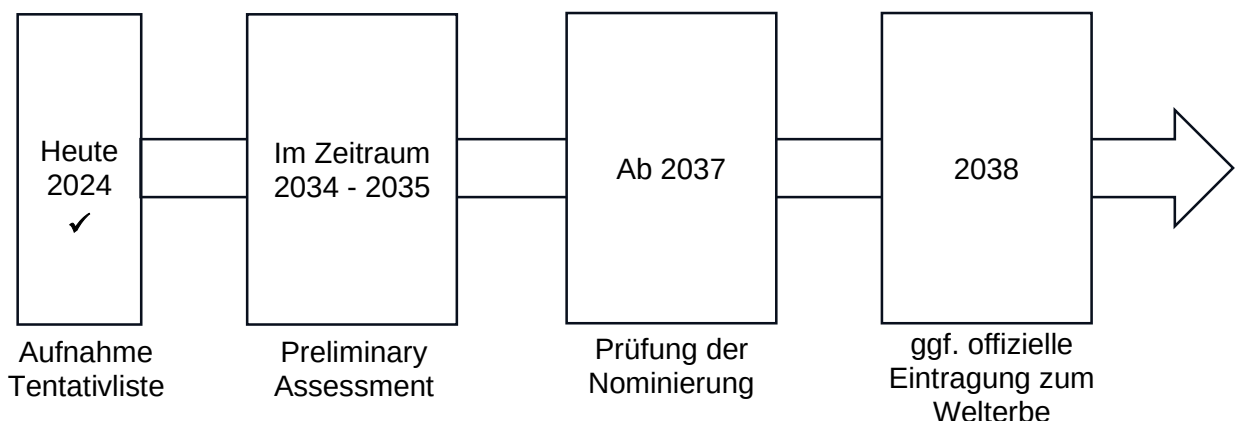 Heute
2024
✓
Im Zeitraum
2034 - 2035
Ab 2037
2038
Aufnahme
Tentativliste
Preliminary
Assessment
Prüfung der
Nominierung
ggf. offizielle
Eintragung zum
Welterbe